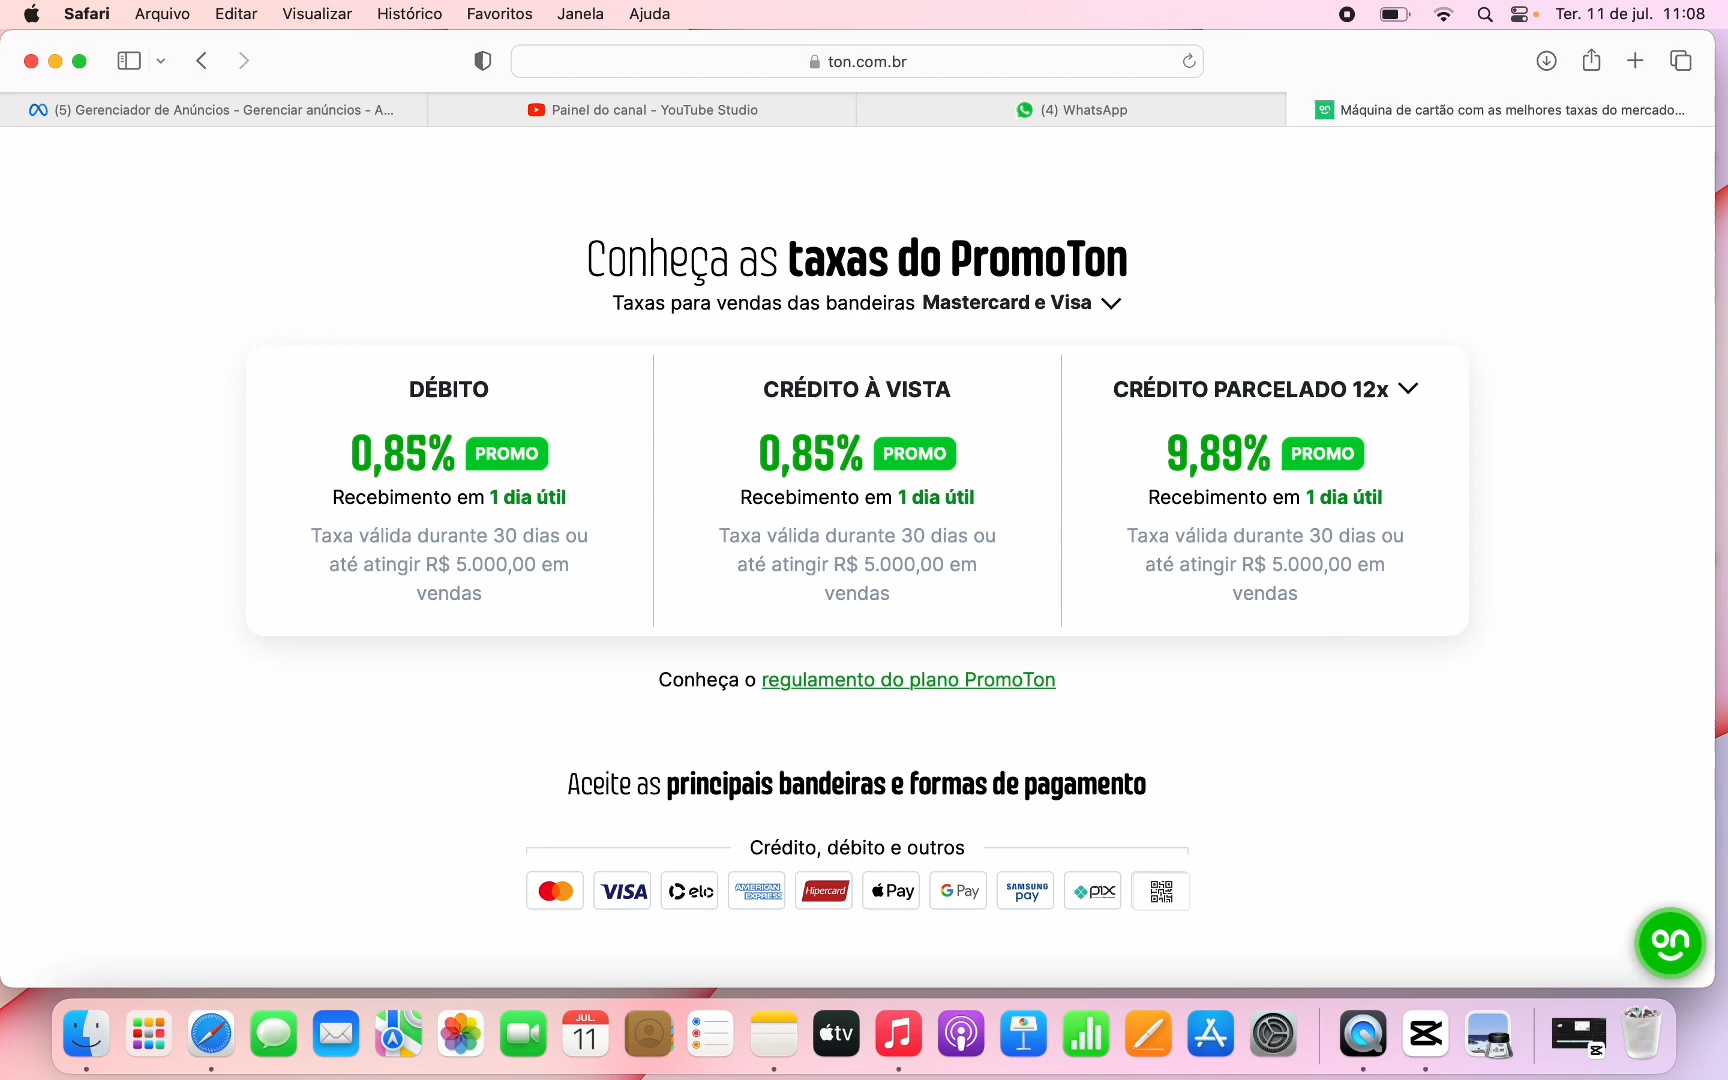 Safari Arquivo Editar Visualizar Histórico Favoritos Janela Ajuda Ter. 11 de jul. 11:08
ton.com.br
(5) Gerenciador de Anúncios - Gerenciar anúncios - A... Painel do canal - YouTube Studio (4) WhatsApp Máquina de cartão com as melhores taxas do mercado...
Conheça as taxas do PromoTon
Taxas para vendas das bandeiras Mastercard e Visa
DÉBITO
0,85% PROMO
Recebimento em 1 dia útil
Taxa válida durante 30 dias ou
até atingir R$ 5.000,00 em
vendas
CRÉDITO À VISTA
0,85% PROMO
Recebimento em 1 dia útil
Taxa válida durante 30 dias ou
até atingir R$ 5.000,00 em
vendas
CRÉDITO PARCELADO 12x
9,89% PROMO
Recebimento em 1 dia útil
Taxa válida durante 30 dias ou
até atingir R$ 5.000,00 em
vendas
Conheça o regulamento do plano PromoTon
Aceite as principais bandeiras e formas de pagamento
Crédito, débito e outros
VISA elo AMERICAN EXPRESS Hipercard Pay G Pay SAMSUNG pay pix
on
JUL.
11
tv